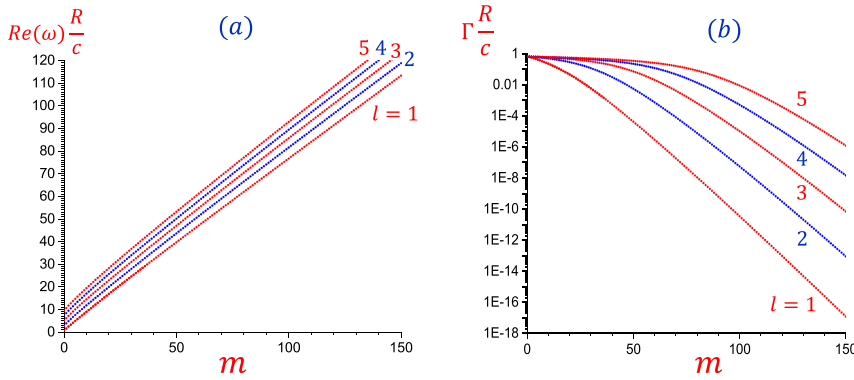 (a)
Re(ω) R/c
120
110
100
90
80
70
60
50
40
30
20
10
0
5 4 3 2
l = 1
0 50 100 150
m
(b)
Γ R/c
1
0.01
1E-4
1E-6
1E-8
1E-10
1E-12
1E-14
1E-16
1E-18
5
4
3
2
l = 1
0 50 100 150
m